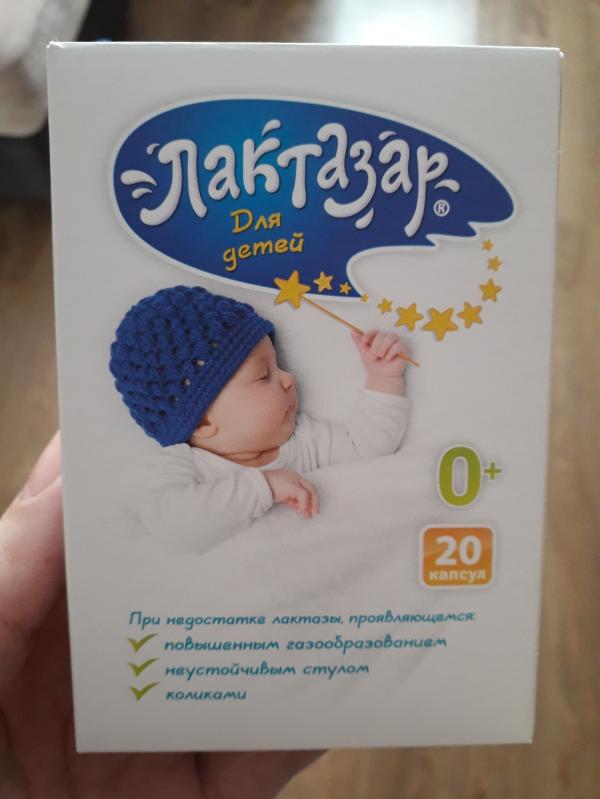 Лактазар®
Для
детей
0+
20
капсул
При недостатке лактазы, проявляющемся:
повышенным газообразованием
неустойчивым стулом
коликами